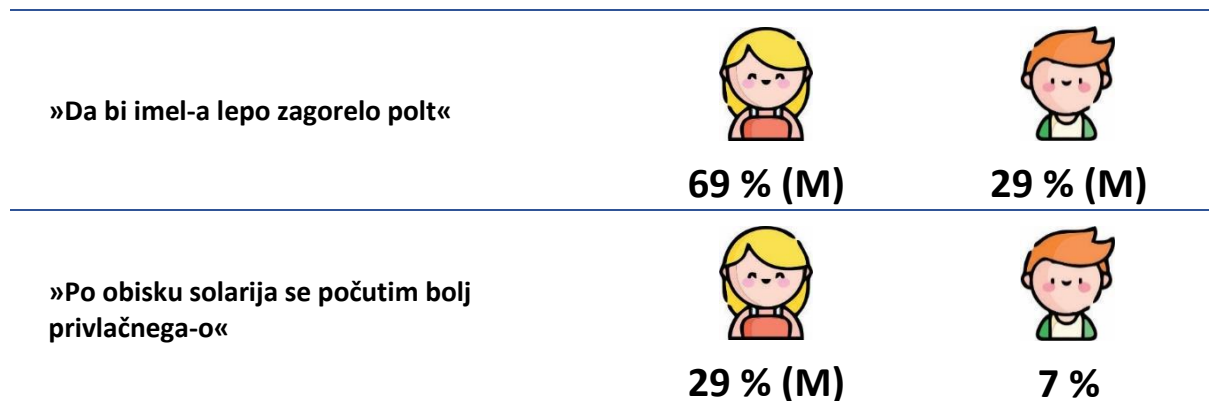 »Da bi imel-a lepo zagorelo polt«
69 % (M) 29 % (M)
»Po obisku solarija se počutim bolj
privlačnega-o«
29 % (M) 7 %